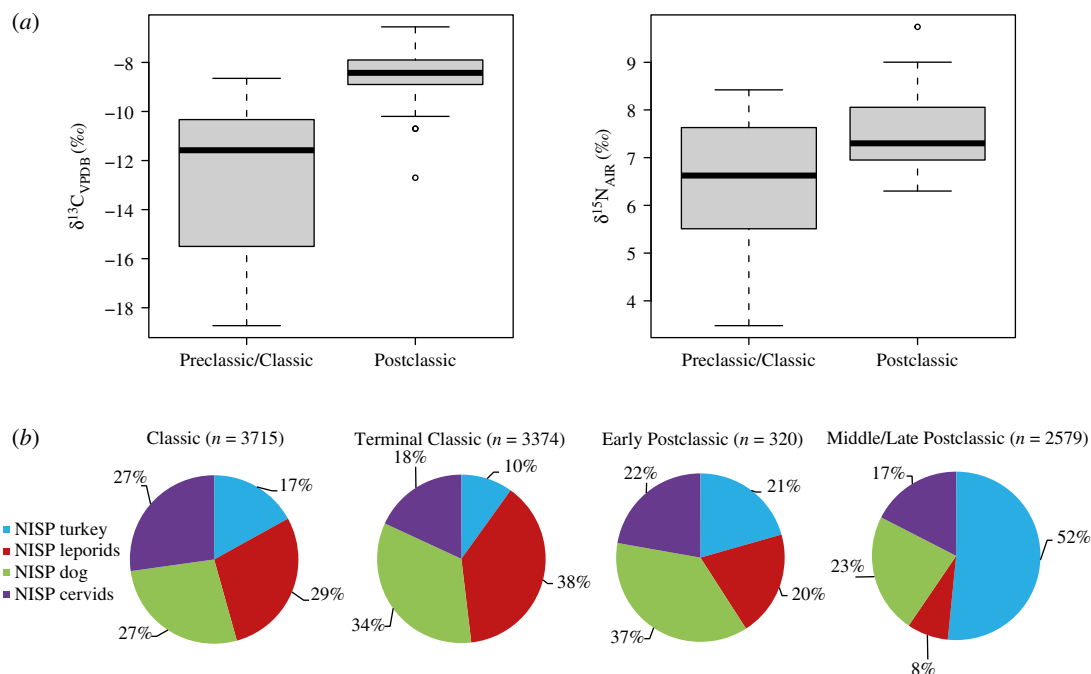 (a)
δ¹³C_VPDB (‰)
−8
−10
−12
−14
−16
−18
Preclassic/Classic Postclassic
δ¹⁵N_AIR (‰)
9
8
7
6
5
4
Preclassic/Classic Postclassic
(b)
Classic (n = 3715)
27%
17%
29%
27%
Terminal Classic (n = 3374)
18%
10%
38%
34%
Early Postclassic (n = 320)
22%
21%
20%
37%
Middle/Late Postclassic (n = 2579)
17%
52%
23%
8%
NISP turkey
NISP leporids
NISP dog
NISP cervids